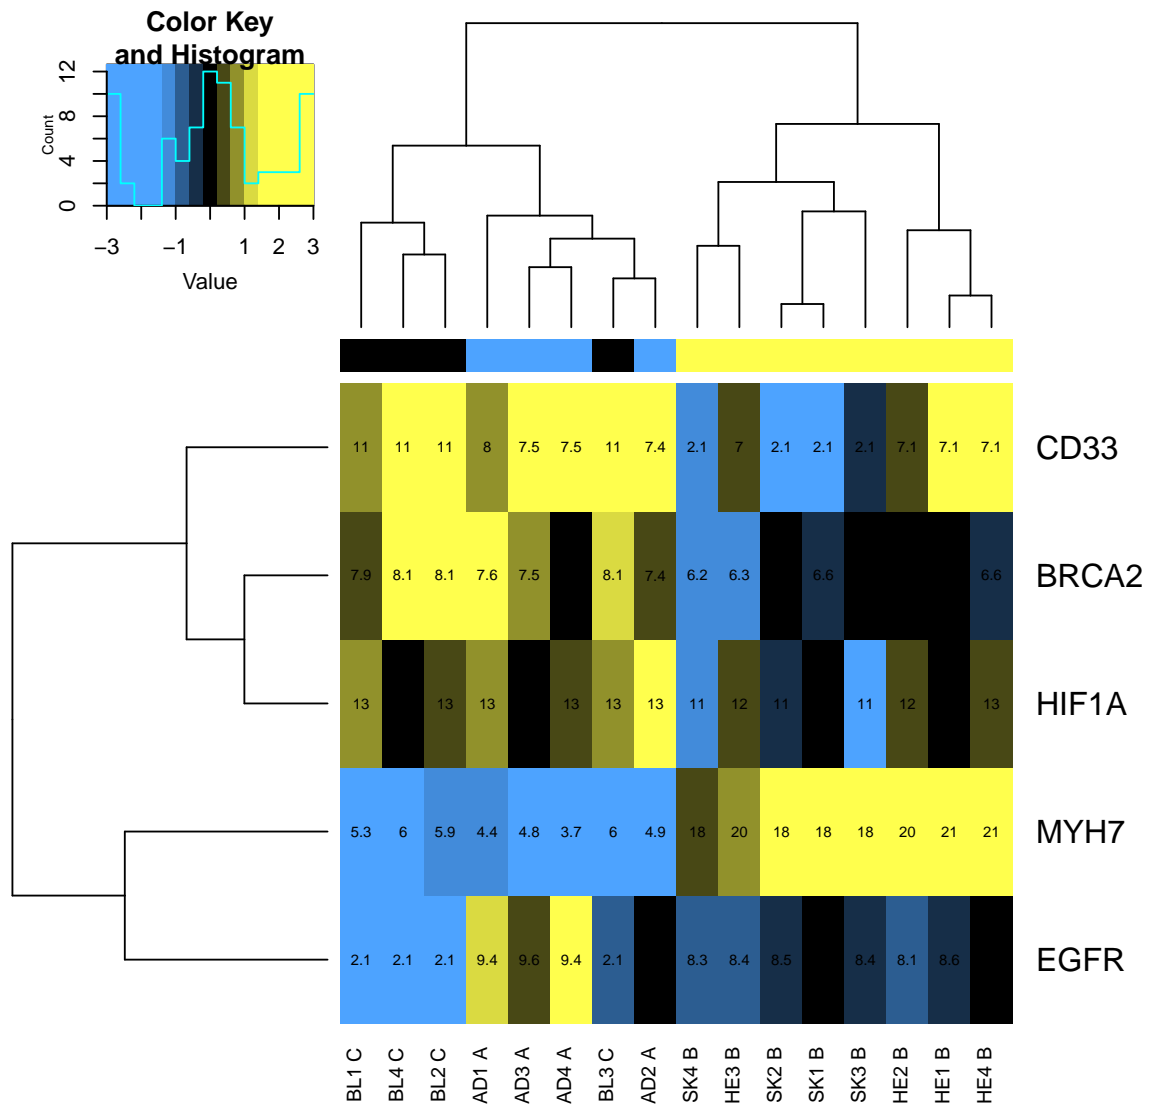 Color Key
and Histogram
12
8
4
0
Count
−3 −1 1 3
Value
11 11 11 8 7.5 7.5 11 7.4 2.1 7 2.1 2.1 2.1 7.1 7.1 7.1 CD33
7.9 8.1 8.1 7.6 7.5 8.1 7.4 6.2 6.3 6.6 6.6 BRCA2
13 13 13 13 13 13 11 12 11 11 12 13 HIF1A
5.3 6 5.9 4.4 4.8 3.7 6 4.9 18 20 18 18 18 20 21 21 MYH7
2.1 2.1 2.1 9.4 9.6 9.4 2.1 8.3 8.4 8.5 8.4 8.1 8.6 EGFR
BL1 C
BL4 C
BL2 C
AD1 A
AD3 A
AD4 A
BL3 C
AD2 A
SK4 B
HE3 B
SK2 B
SK1 B
SK3 B
HE2 B
HE1 B
HE4 B